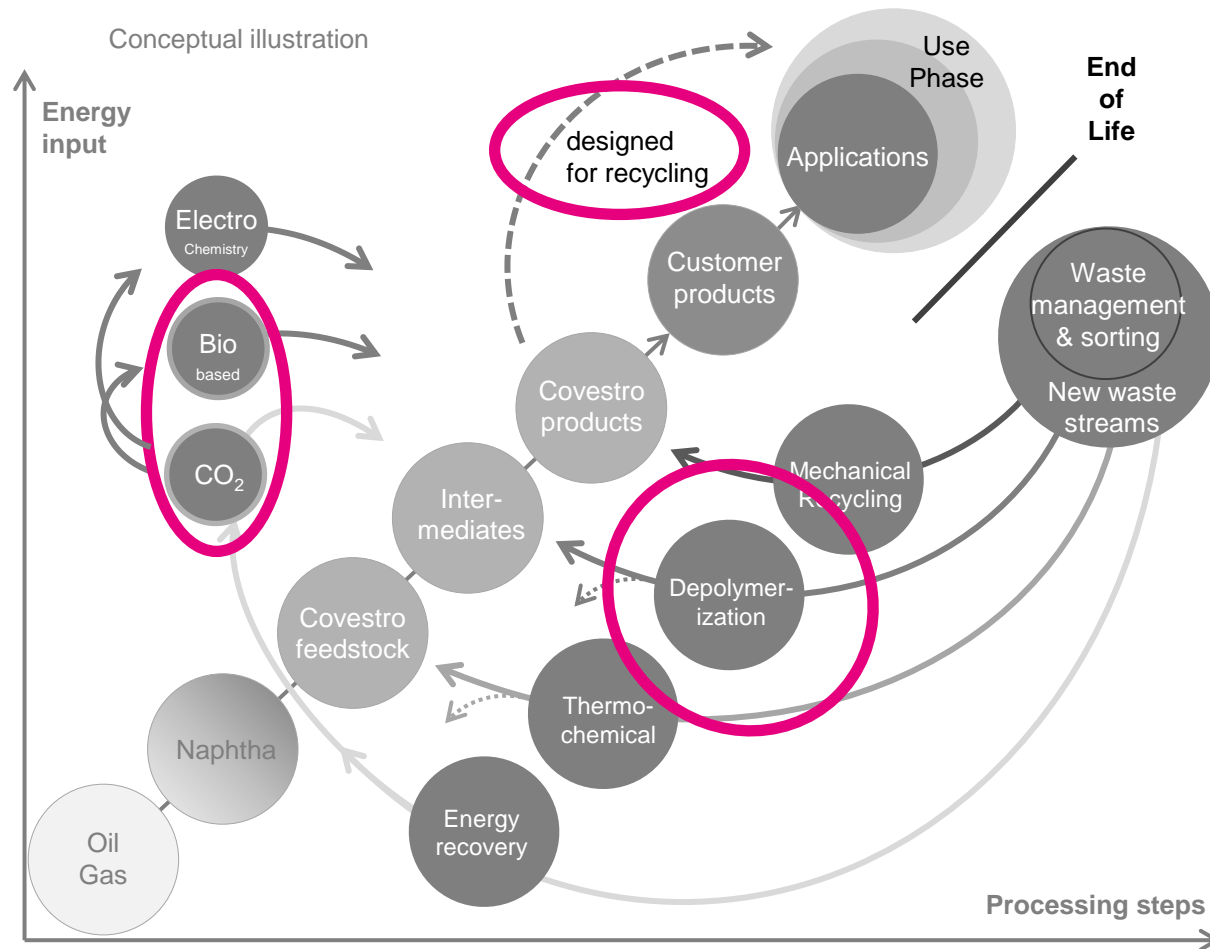 Conceptual illustration
Energy
input
Use
Phase
End
of
Life
designed
for recycling
Applications
Electro
Chemistry
Customer
products
Waste
management
& sorting
Bio
based
New waste
streams
Covestro
products
CO₂
Mechanical
Recycling
Inter-
mediates
Depolymer-
ization
Covestro
feedstock
Thermo-
chemical
Naphtha
Energy
recovery
Oil
Gas
Processing steps